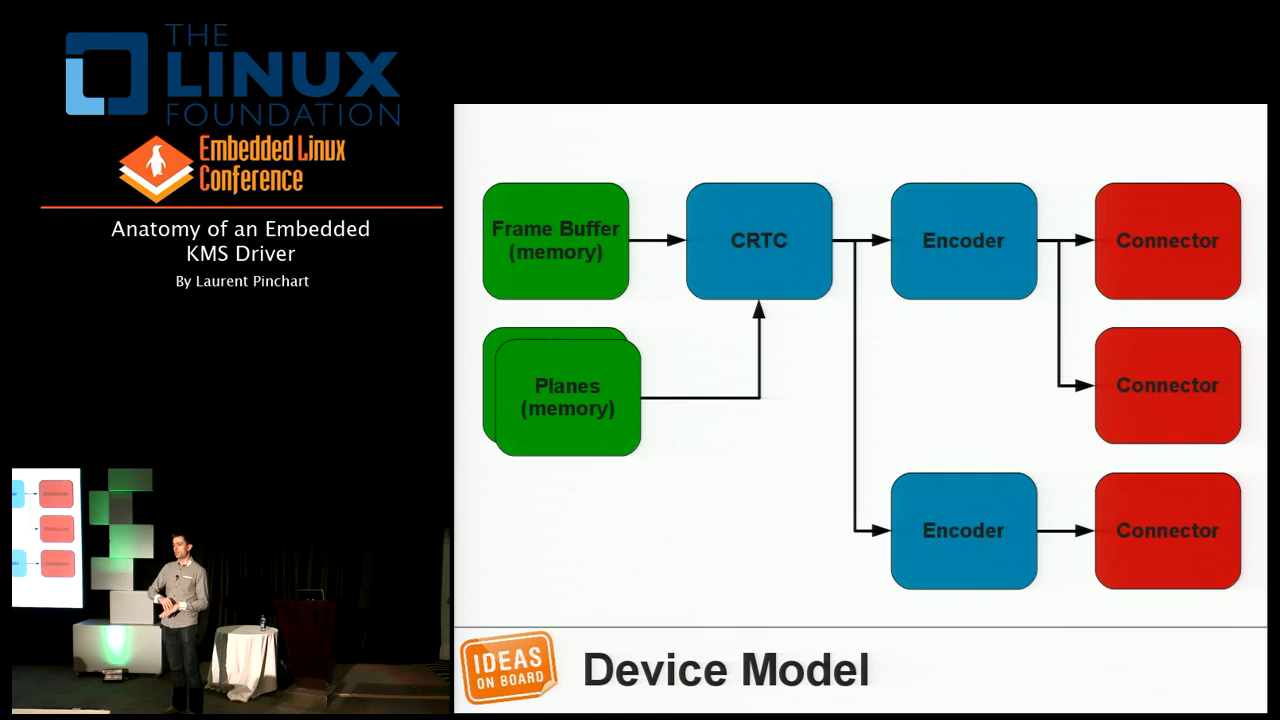 THE
LINUX
FOUNDATION
Embedded Linux
Conference
Anatomy of an Embedded
KMS Driver
By Laurent Pinchart
Frame Buffer
(memory)
CRTC
Encoder
Connector
Planes
(memory)
Connector
Encoder
Connector
IDEAS
ON BOARD
Device Model